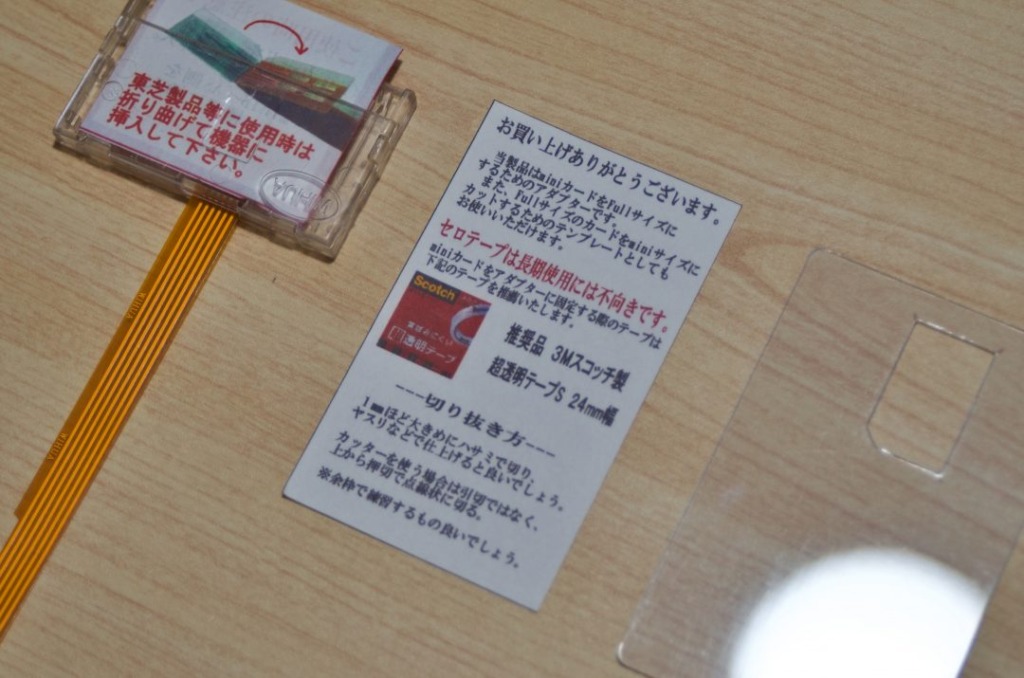 東芝製品等に使用時は
折り曲げて機器に
挿入して下さい。
お買い上げありがとうございます。
当製品はminiカードをFullサイズに
するためのアダプターです。
また、Fullサイズのカードをminiサイズに
カットするためのテンプレートとしても
お使いいただけます。
セロテープは長期使用には不向きです。
miniカードをアダプターに固定する際のテープは
下記のテープを推薦いたします。
Scotch
透明テープ
推奨品 3Mスコッチ製
超透明テープS 24mm幅
----切り抜き方----
1mmほど大きめにハサミで切り
ヤスリなどで仕上げると良いでしょう。
カッターを使う場合は引切ではなく、
上から押切で点線状に切る。
※余枠で練習するもの良いでしょう。